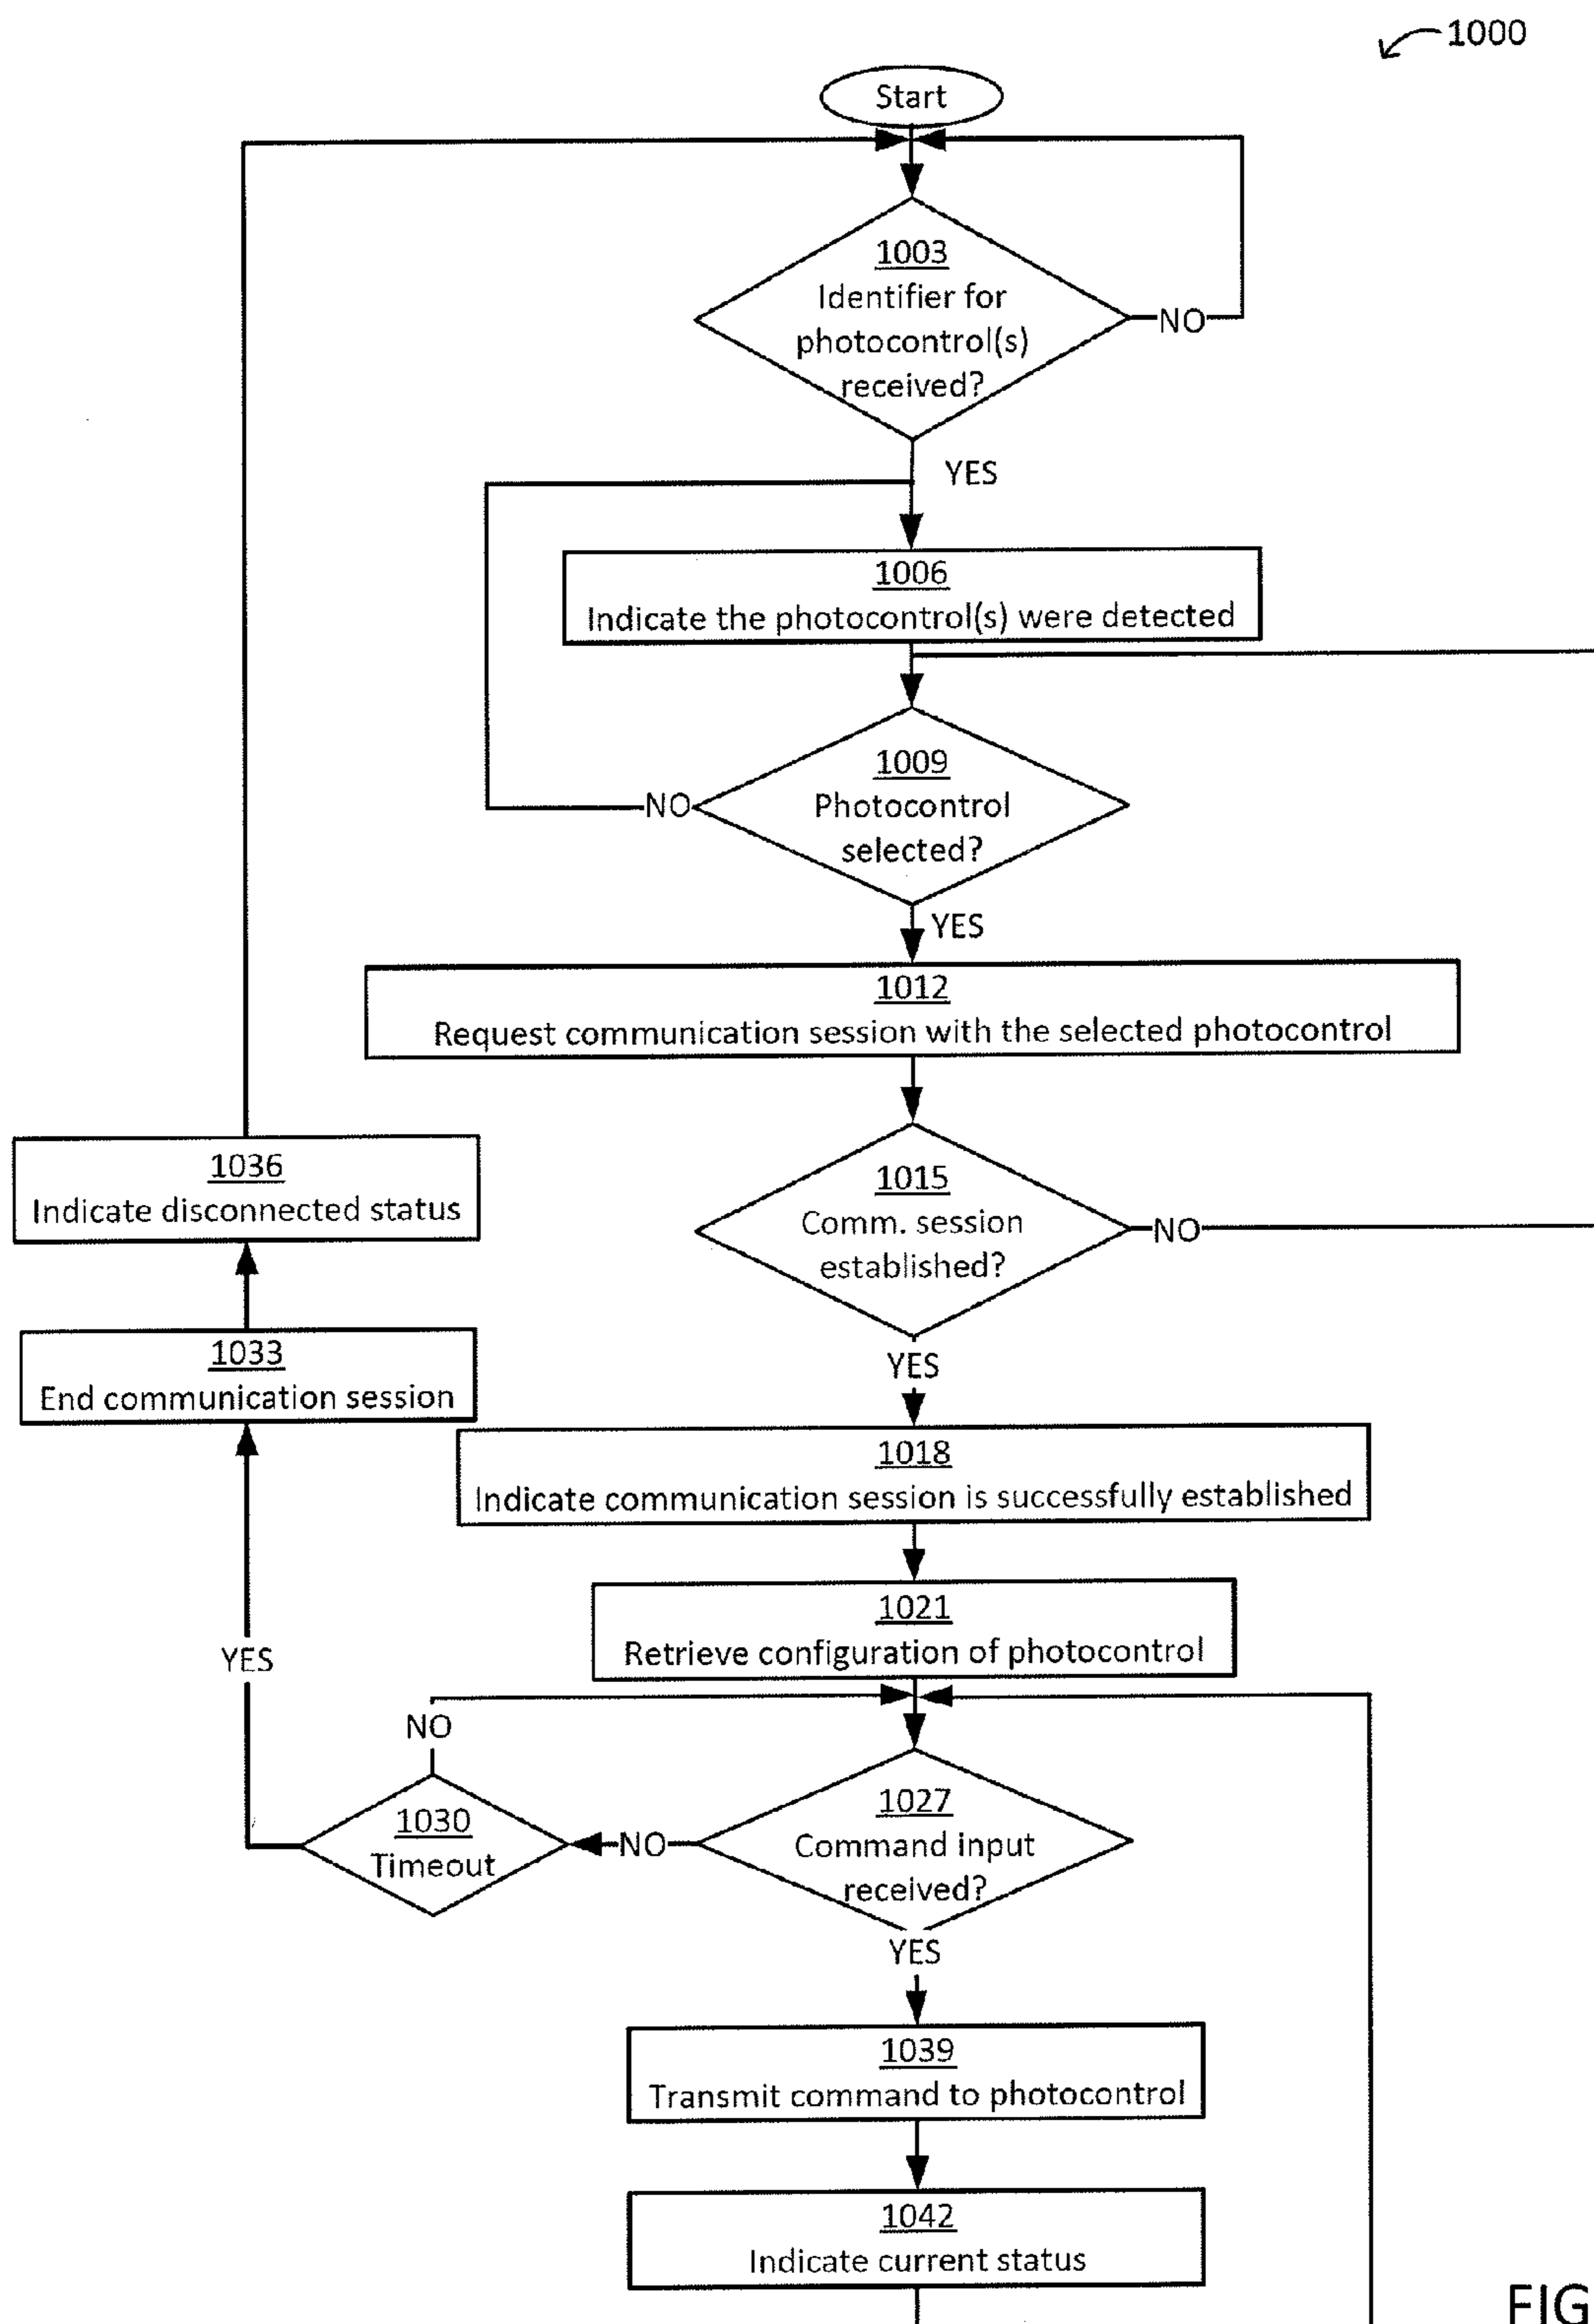 1000
Start
1003
Identifier for
photocontrol(s)
received?
NO
YES
1006
Indicate the photocontrol(s) were detected
1009
Photocontrol
selected?
NO
YES
1012
Request communication session with the selected photocontrol
1036
Indicate disconnected status
1015
Comm. session
established?
NO
1033
End communication session
YES
1018
Indicate communication session is successfully established
1021
Retrieve configuration of photocontrol
YES
NO
1030
Timeout
NO
1027
Command input
received?
YES
1039
Transmit command to photocontrol
1042
Indicate current status
FIG